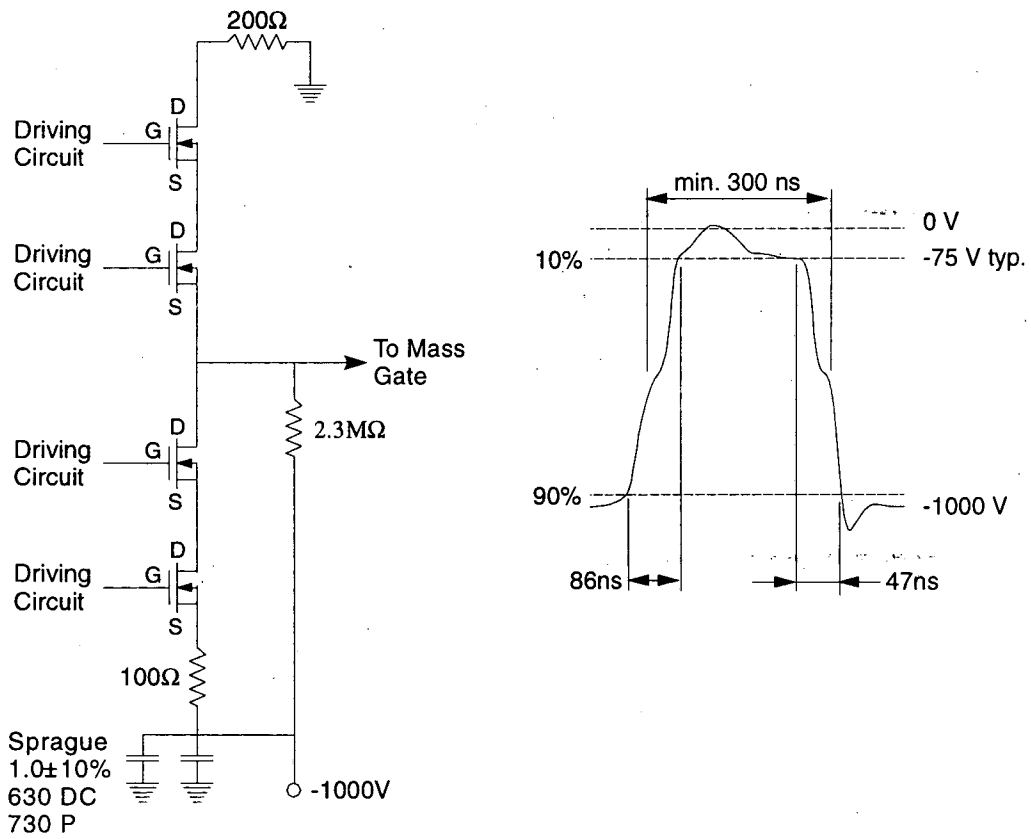 200Ω
D
Driving
Circuit
G
S
D
Driving
Circuit
G
S
To Mass
Gate
D
Driving
Circuit
G
S
2.3MΩ
D
Driving
Circuit
G
S
100Ω
Sprague
1.0±10%
630 DC
730 P
-1000V
min. 300 ns
0 V
10%
-75 V typ.
90%
-1000 V
86ns
47ns